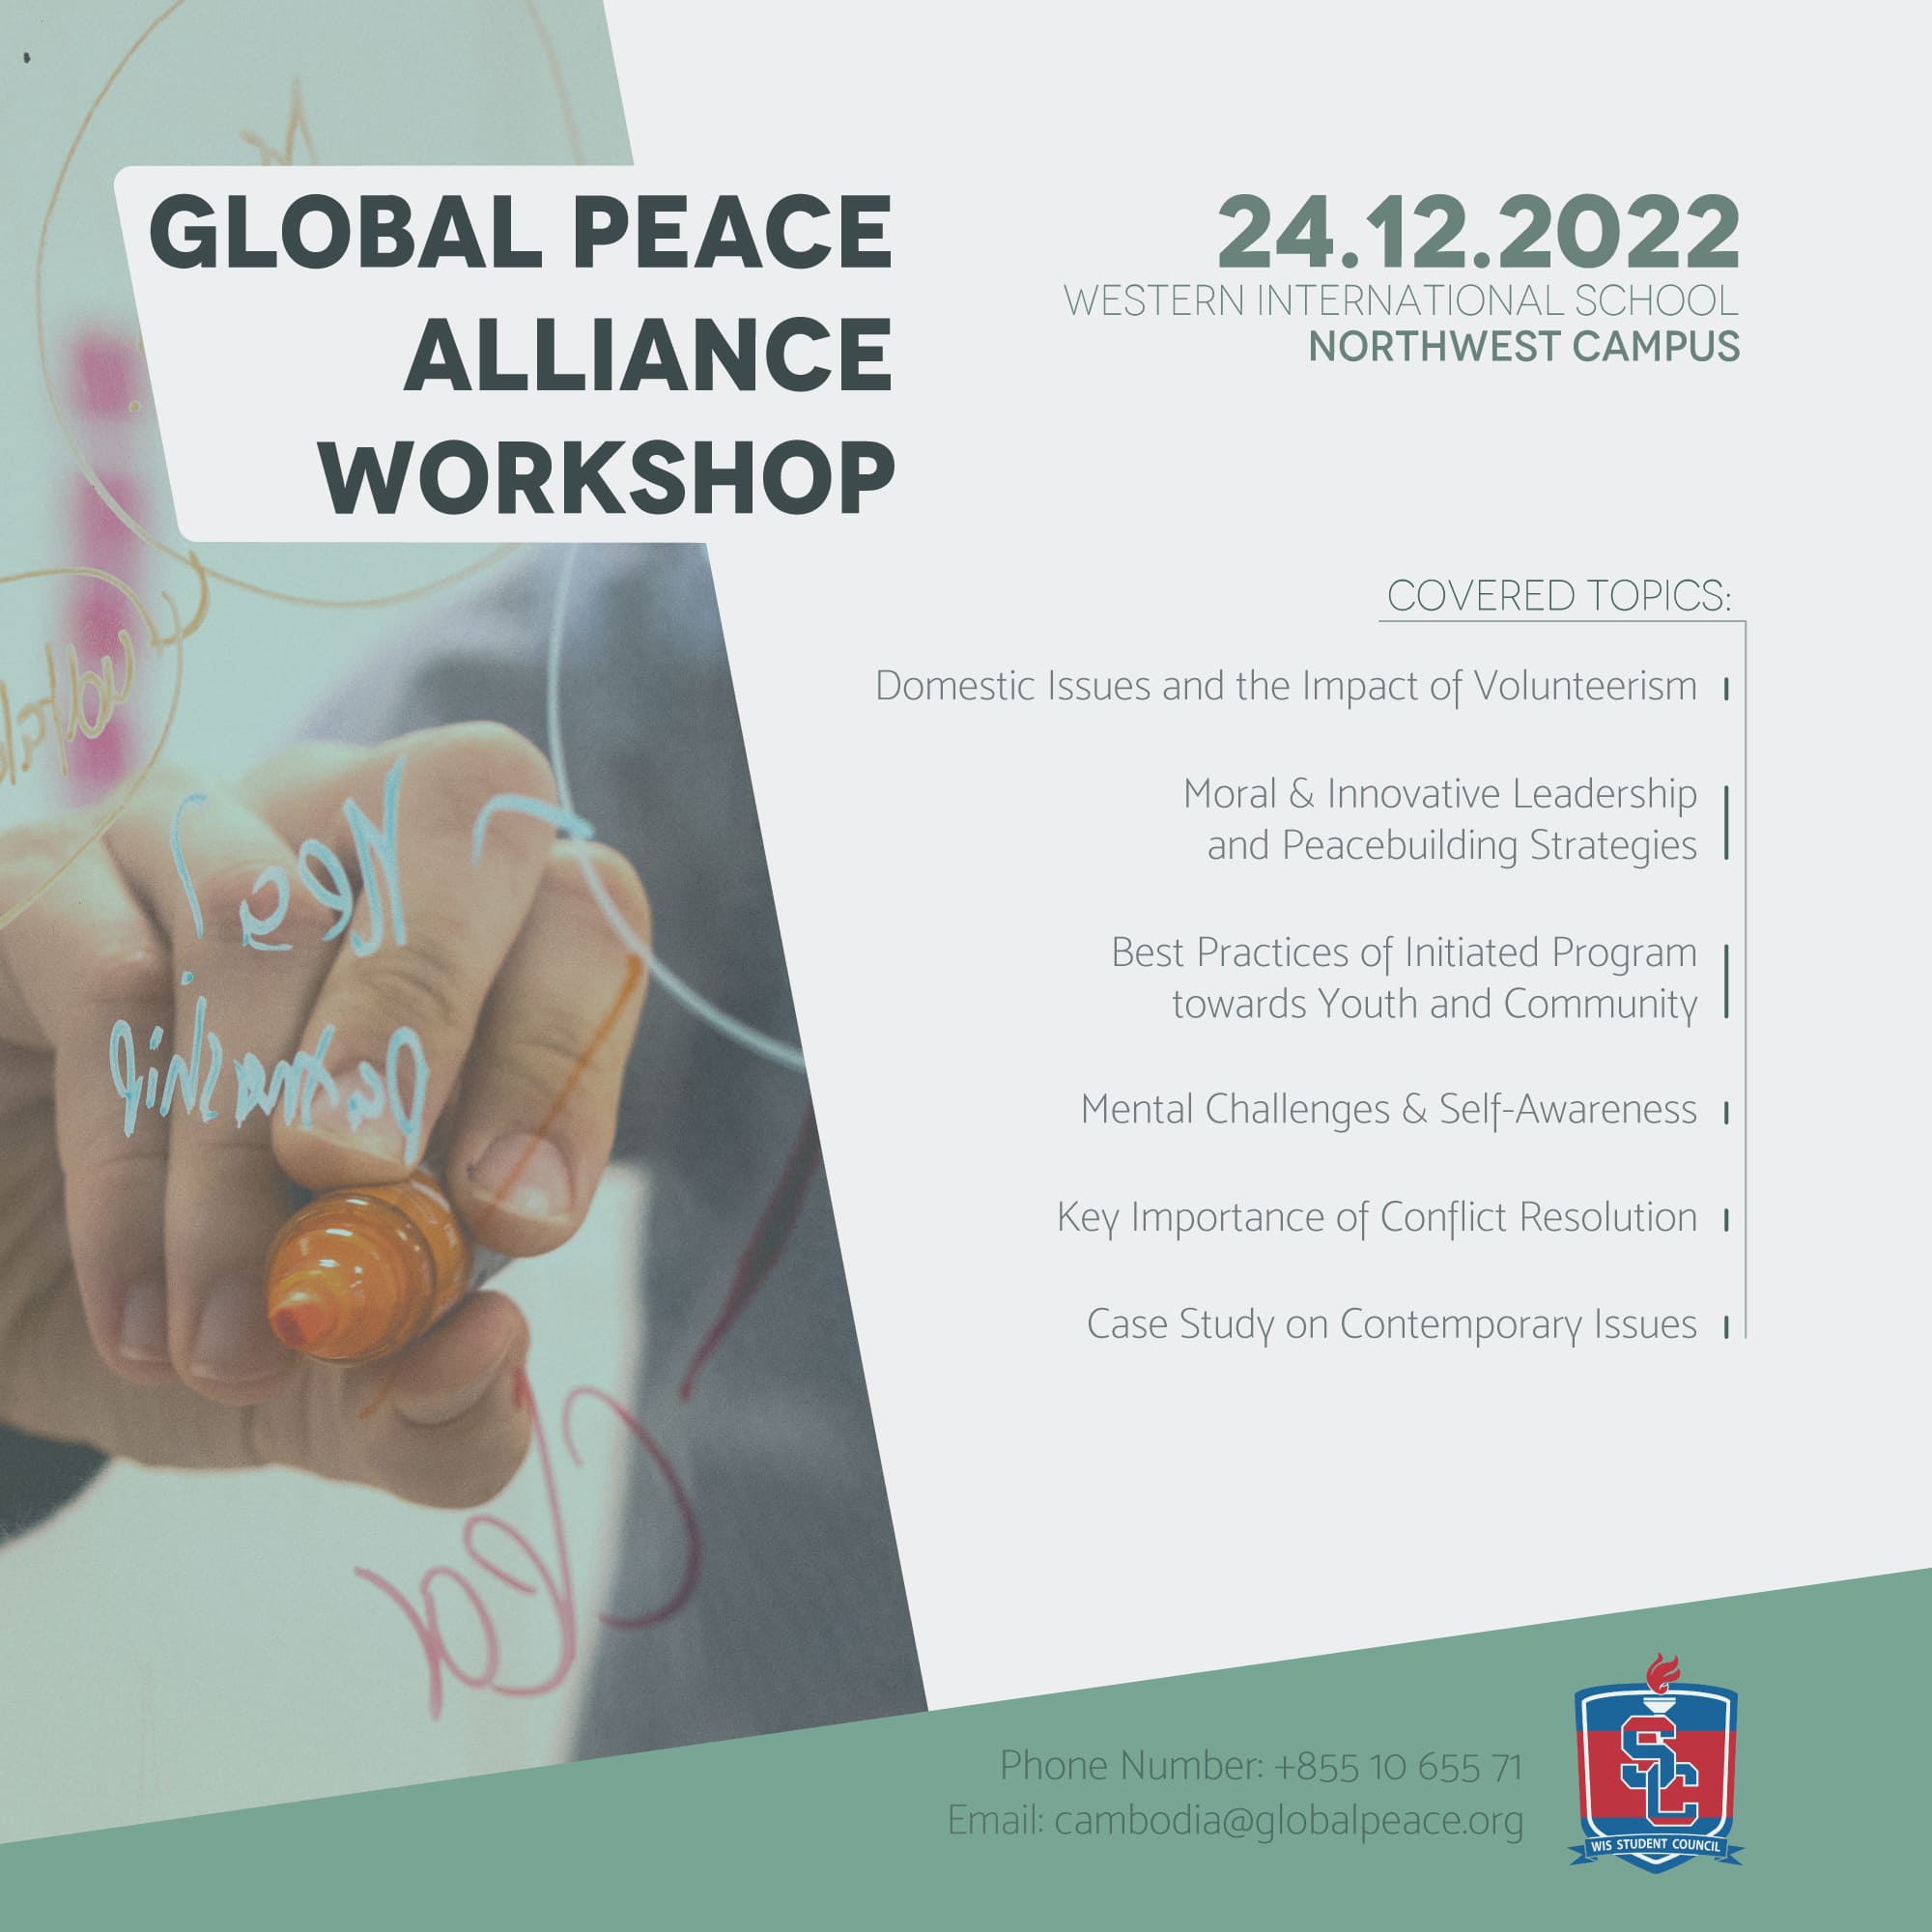 GLOBAL PEACE
ALLIANCE
WORKSHOP
24.12.2022
WESTERN INTERNATIONAL SCHOOL
NORTHWEST CAMPUS
COVERED TOPICS:
Domestic Issues and the Impact of Volunteerism
Moral & Innovative Leadership
and Peacebuilding Strategies
Best Practices of Initiated Program
towards Youth and Community
Mental Challenges & Self-Awareness
Key Importance of Conflict Resolution
Case Study on Contemporary Issues
Phone Number: +855 10 655 71
Email: cambodia@globalpeace.org
SC
WIS STUDENT COUNCIL